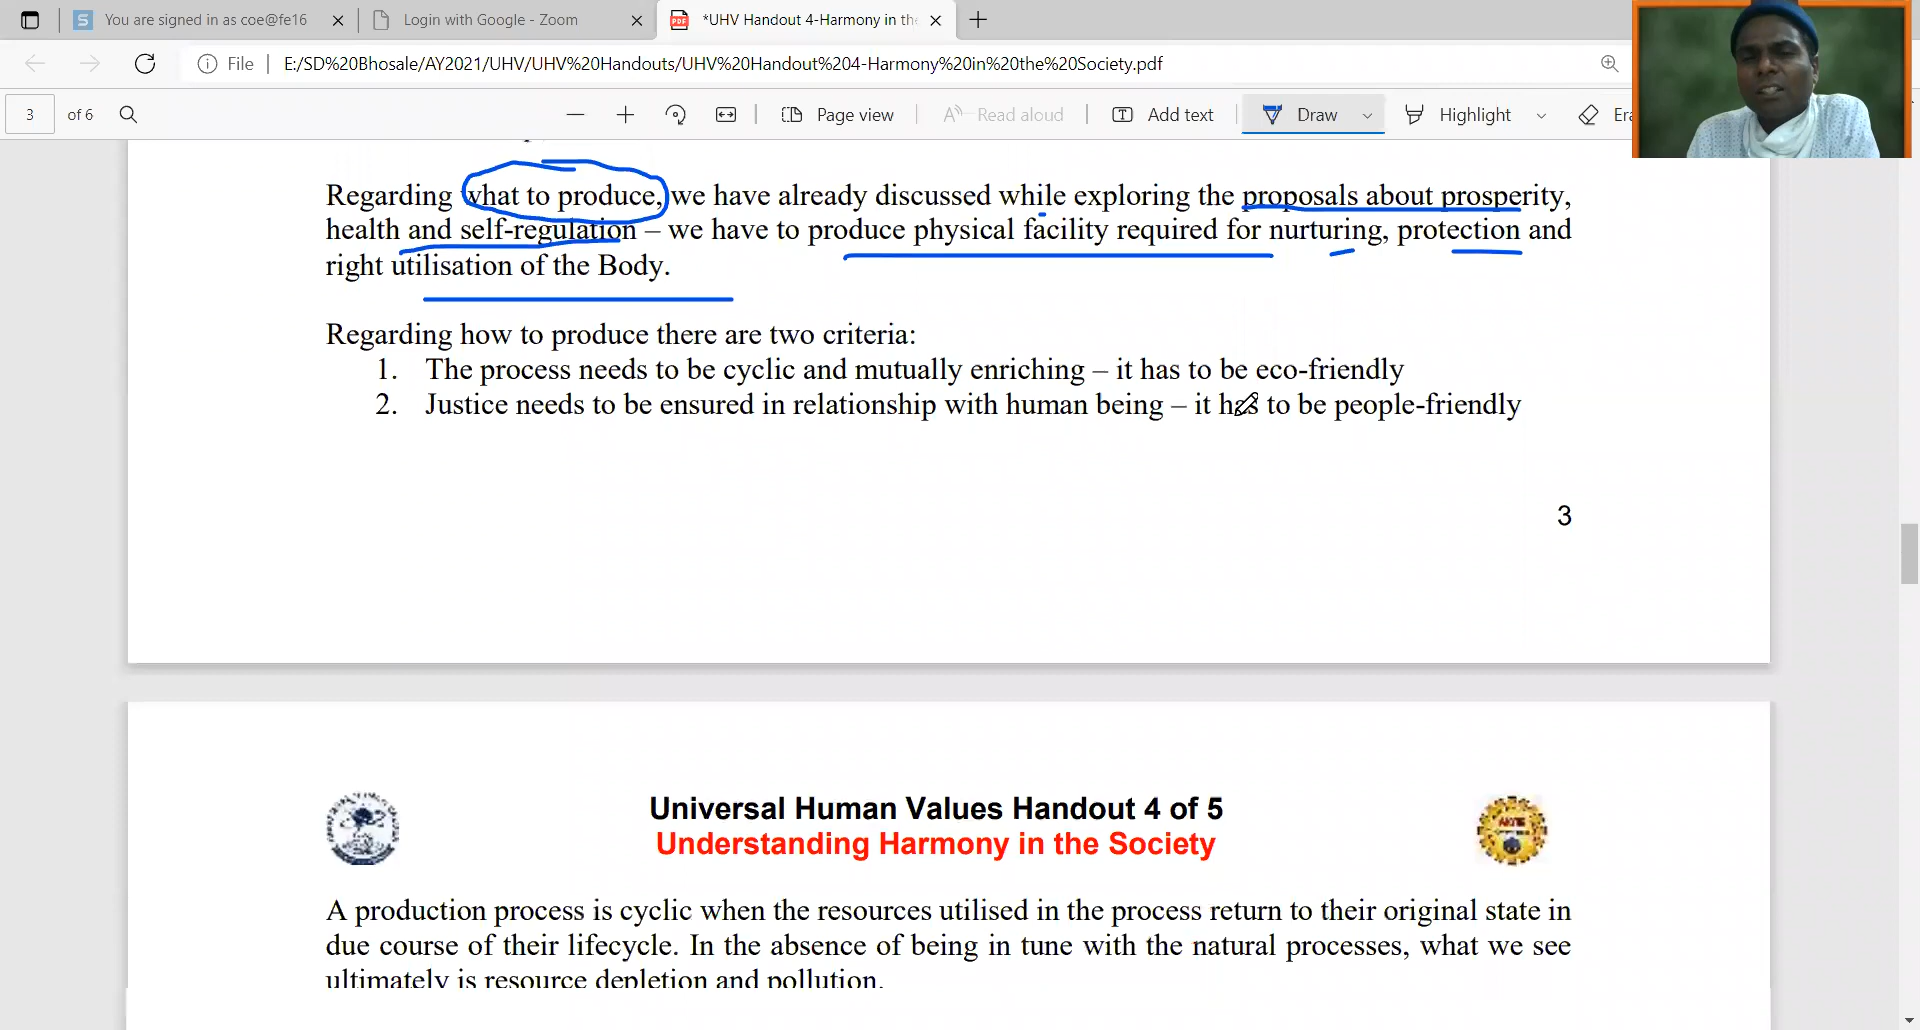 You are signed in as coe@fe16
Login with Google - Zoom
*UHV Handout 4-Harmony in the
File
E:/SD%20Bhosale/AY2021/UHV/UHV%20Handouts/UHV%20Handout%204-Harmony%20in%20the%20Society.pdf
3 of 6
Page view
Read aloud
Add text
Draw
Highlight
Regarding what to produce, we have already discussed while exploring the proposals about prosperity,
health and self-regulation – we have to produce physical facility required for nurturing, protection and
right utilisation of the Body.
Regarding how to produce there are two criteria:
1. The process needs to be cyclic and mutually enriching – it has to be eco-friendly
2. Justice needs to be ensured in relationship with human being – it has to be people-friendly
3
Universal Human Values Handout 4 of 5
Understanding Harmony in the Society
A production process is cyclic when the resources utilised in the process return to their original state in
due course of their lifecycle. In the absence of being in tune with the natural processes, what we see
ultimately is resource depletion and pollution.